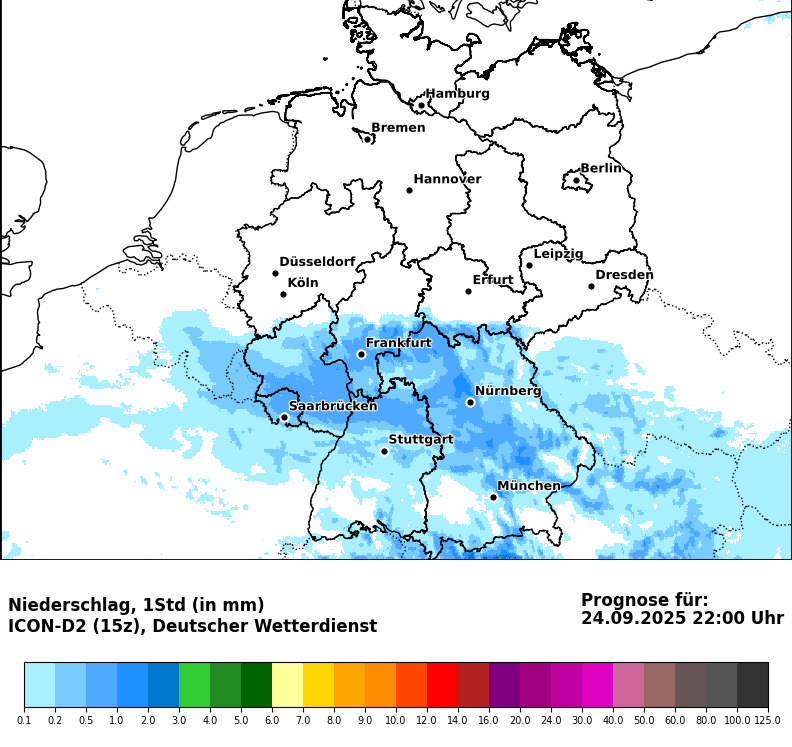 Hamburg
Bremen
Berlin
Hannover
Leipzig
Düsseldorf
Dresden
Köln
Erfurt
Frankfurt
Nürnberg
Saarbrücken
Stuttgart
München
Niederschlag, 1Std (in mm)
ICON-D2 (15z), Deutscher Wetterdienst
Prognose für:
24.09.2025 22:00 Uhr
0.1 0.2 0.5 1.0 2.0 3.0 4.0 5.0 6.0 7.0 8.0 9.0 10.0 12.0 14.0 16.0 20.0 24.0 30.0 40.0 50.0 60.0 80.0 100.0 125.0